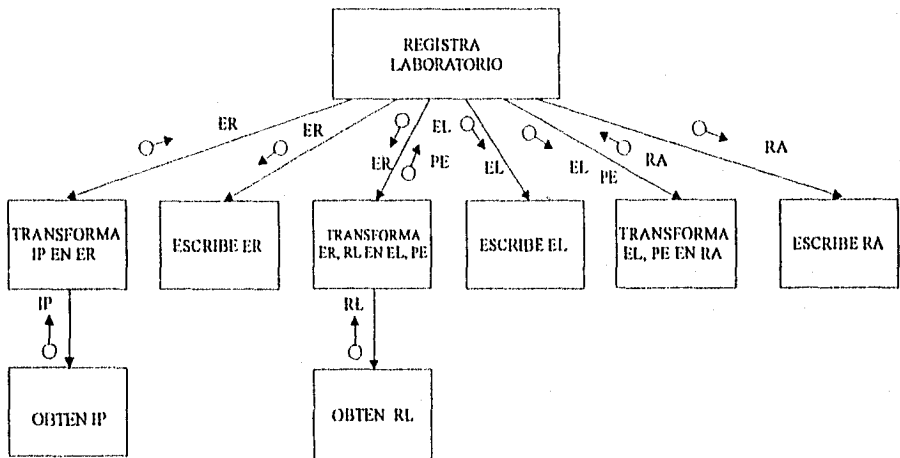 REGISTRA
LABORATORIO
ER
ER
EL
ER
PE
EL
EL
PE
RA
RA
TRANSFORMA
IP EN ER
ESCRIBE ER
TRANSFORMA
ER, RL EN EL, PE
ESCRIBE EL
TRANSFORMA
EL, PE EN RA
ESCRIBE RA
IP
RL
OBTEN IP
OBTEN RL